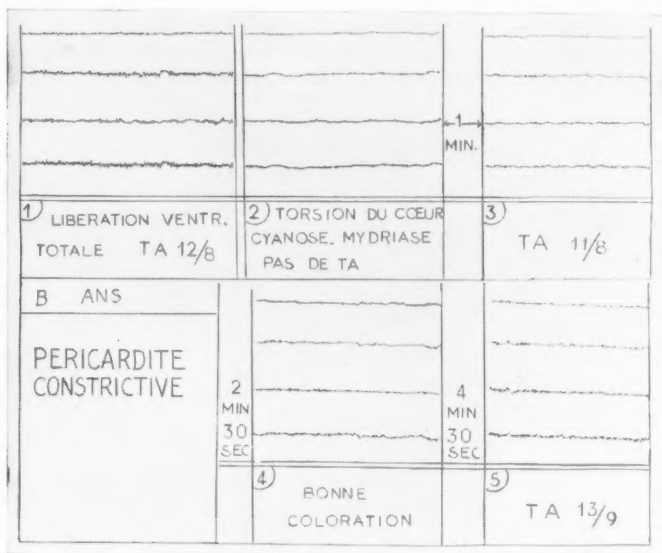 1 MIN.
① LIBERATION VENTR.
TOTALE TA 12/8
② TORSION DU CŒUR
CYANOSE. MYDRIASE
PAS DE TA
③
TA 11/8
B ANS
PERICARDITE
CONSTRICTIVE
2
MIN
30
SEC
④
BONNE
COLORATION
4
MIN
30
SEC
⑤
TA 13/9